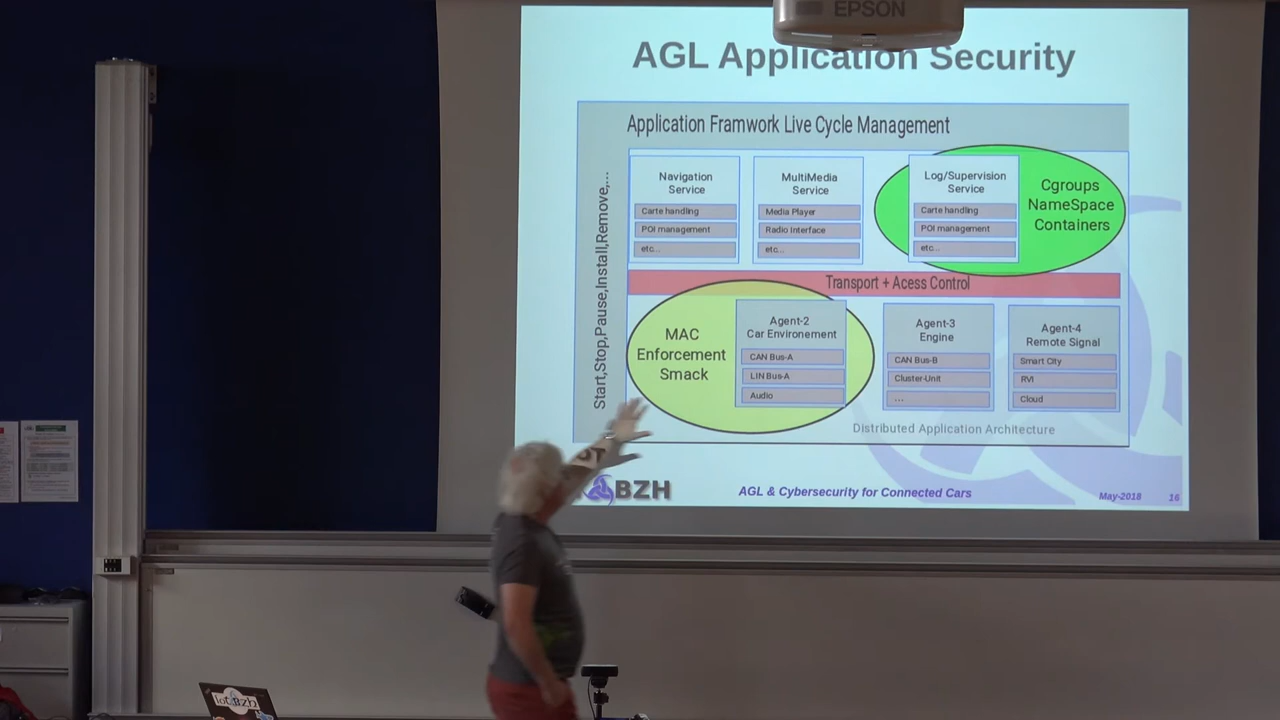 EPSON
AGL Application Security
Application Framwork Live Cycle Management
Start,Stop,Pause,Install,Remove,...
Navigation
Service
Carte handling
POI management
etc...
MultiMedia
Service
Media Player
Radio Interface
etc...
Log/Supervision
Service
Carte handling
POI management
etc...
Cgroups
NameSpace
Containers
Transport + Acess Control
MAC
Enforcement
Smack
Agent-2
Car Environement
CAN Bus-A
LIN Bus-A
Audio
Agent-3
Engine
CAN Bus-B
Cluster-Unit
...
Agent-4
Remote Signal
Smart City
RVI
Cloud
Distributed Application Architecture
BZH
AGL & Cybersecurity for Connected Cars
May-2018
16
IoT.Bzh